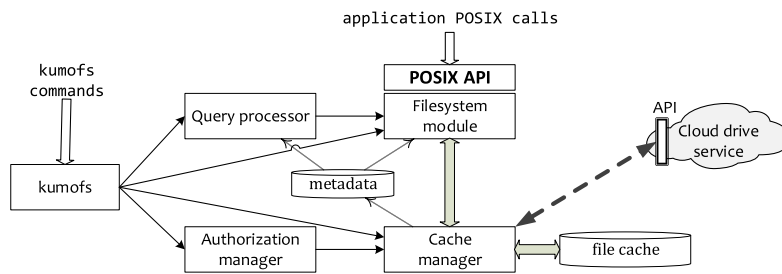 application POSIX calls
kumofs
commands
POSIX API
Query processor
Filesystem
module
API
Cloud drive
service
metadata
kumofs
Authorization
manager
Cache
manager
file cache